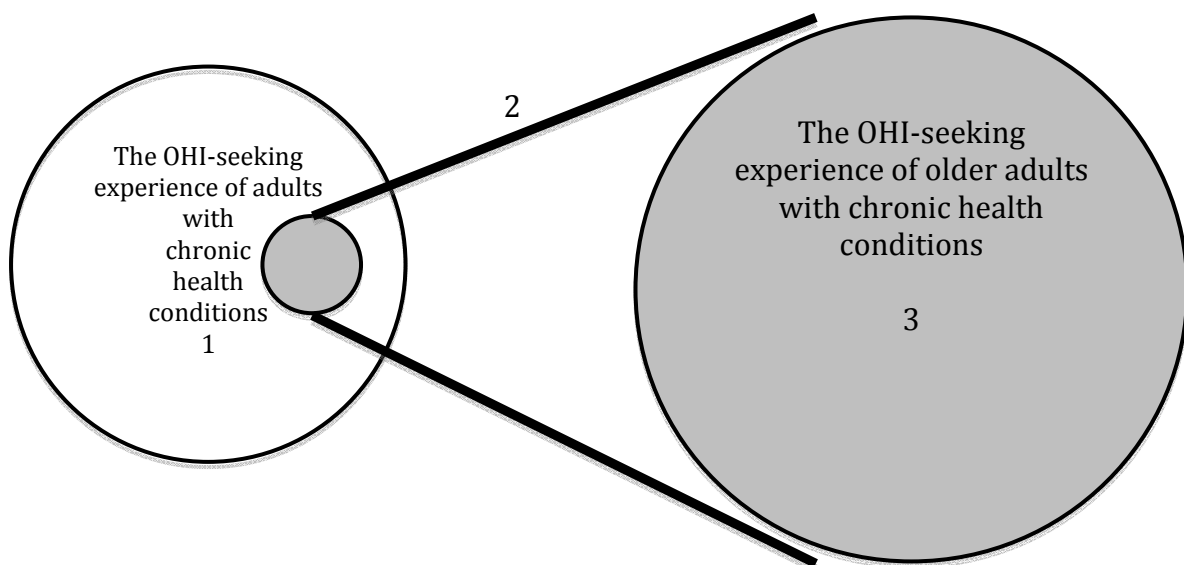 The OHI-seeking
experience of adults
with
chronic
health
conditions
1
2
The OHI-seeking
experience of older adults
with chronic health
conditions
3